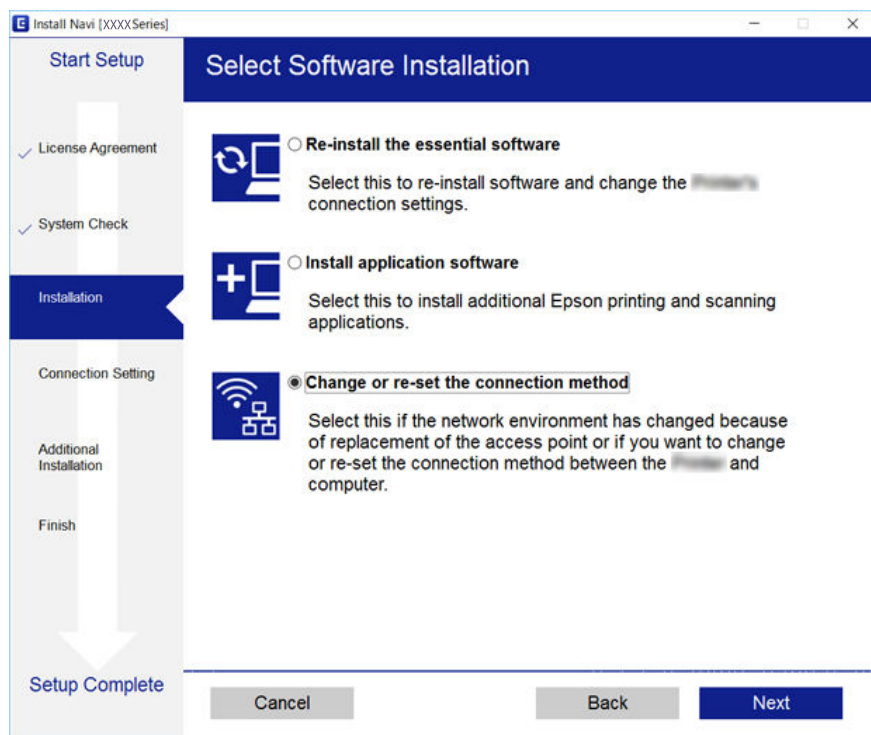 Install Navi [XXXX Series]
Start Setup
License Agreement
System Check
Installation
Connection Setting
Additional
Installation
Finish
Setup Complete
Select Software Installation
Re-install the essential software
Select this to re-install software and change the
connection settings.
Install application software
Select this to install additional Epson printing and scanning
applications.
Change or re-set the connection method
Select this if the network environment has changed because
of replacement of the access point or if you want to change
or re-set the connection method between the and
computer.
Cancel
Back
Next